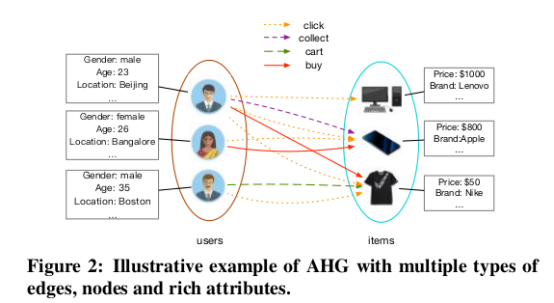 click
collect
cart
buy
Gender: male
Age: 23
Location: Beijing
...
Gender: female
Age: 26
Location: Bangalore
...
Gender: male
Age: 35
Location: Boston
...
Price: $1000
Brand: Lenovo
...
Price: $800
Brand:Apple
...
Price: $50
Brand: Nike
...
users
items
Figure 2: Illustrative example of AHG with multiple types of
edges, nodes and rich attributes.